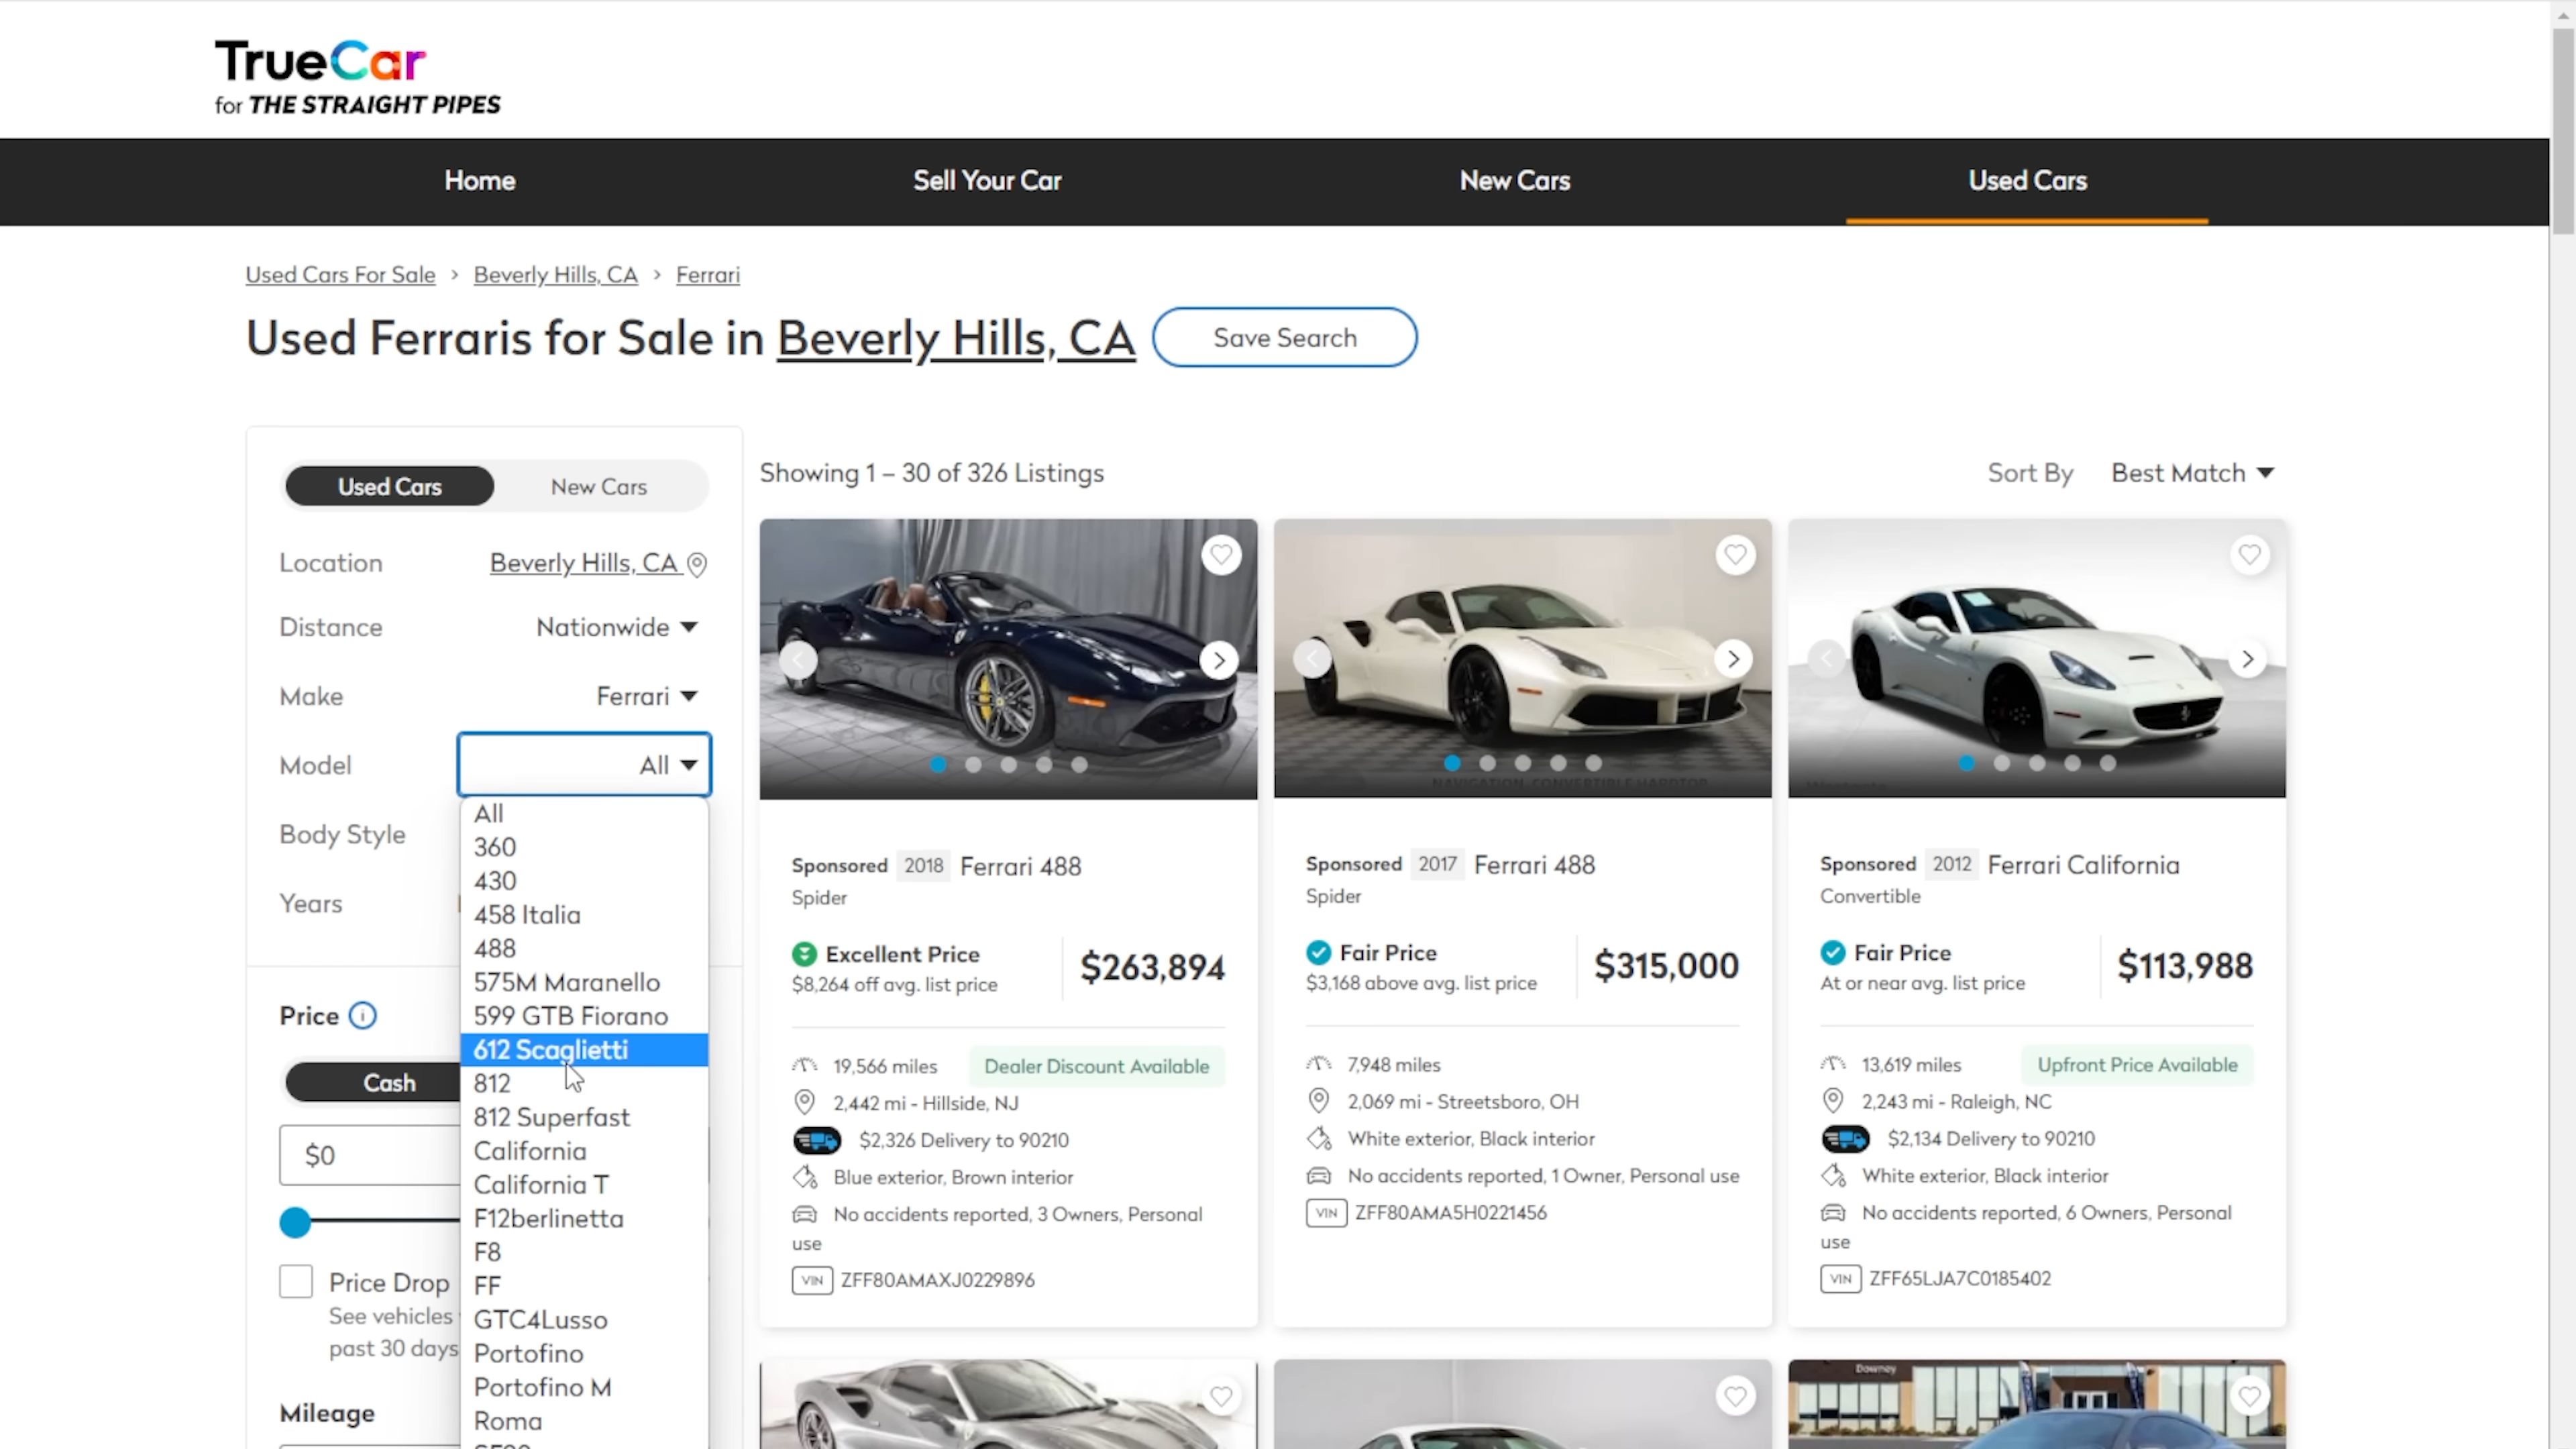 TrueCar
for THE STRAIGHT PIPES
Home
Sell Your Car
New Cars
Used Cars
Used Cars For Sale > Beverly Hills, CA > Ferrari
Used Ferraris for Sale in Beverly Hills, CA
Save Search
Used Cars
New Cars
Location
Beverly Hills, CA
Distance
Nationwide
Make
Ferrari
Model
All
Body Style
Years
All
360
430
458 Italia
488
575M Maranello
599 GTB Fiorano
612 Scaglietti
812
812 Superfast
California
California T
F12berlinetta
F8
FF
GTC4Lusso
Portofino
Portofino M
Roma
Price
Cash
$0
Price Drop
See vehicles
past 30 days
Mileage
Showing 1 – 30 of 326 Listings
Sort By
Best Match
Sponsored 2018 Ferrari 488
Spider
Excellent Price
$8,264 off avg. list price
$263,894
19,566 miles
Dealer Discount Available
2,442 mi - Hillside, NJ
$2,326 Delivery to 90210
Blue exterior, Brown interior
No accidents reported, 3 Owners, Personal
use
VIN ZFF80AMAXJ0229896
NAVIGATION, CONVERTIBLE HARDTOP
Sponsored 2017 Ferrari 488
Spider
Fair Price
$3,168 above avg. list price
$315,000
7,948 miles
2,069 mi - Streetsboro, OH
White exterior, Black interior
No accidents reported, 1 Owner, Personal use
VIN ZFF80AMA5H0221456
Sponsored 2012 Ferrari California
Convertible
Fair Price
At or near avg. list price
$113,988
13,619 miles
Upfront Price Available
2,243 mi - Raleigh, NC
$2,134 Delivery to 90210
White exterior, Black interior
No accidents reported, 6 Owners, Personal
use
VIN ZFF65LJA7C0185402
Downey